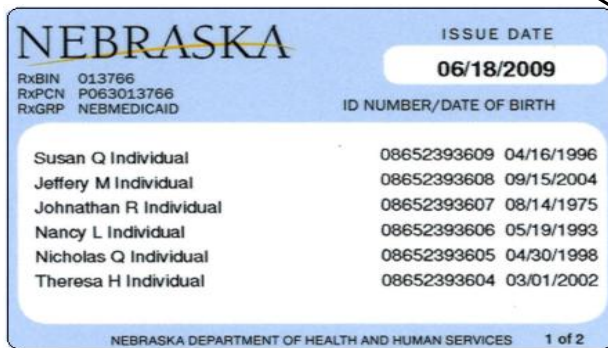 NEBRASKA
ISSUE DATE
06/18/2009
RxBIN 013766
RxPCN P063013766
RxGRP NEBMEDICAID
ID NUMBER/DATE OF BIRTH
Susan Q Individual 08652393609 04/16/1996
Jeffery M Individual 08652393608 09/15/2004
Johnathan R Individual 08652393607 08/14/1975
Nancy L Individual 08652393606 05/19/1993
Nicholas Q Individual 08652393605 04/30/1998
Theresa H Individual 08652393604 03/01/2002
NEBRASKA DEPARTMENT OF HEALTH AND HUMAN SERVICES 1 of 2